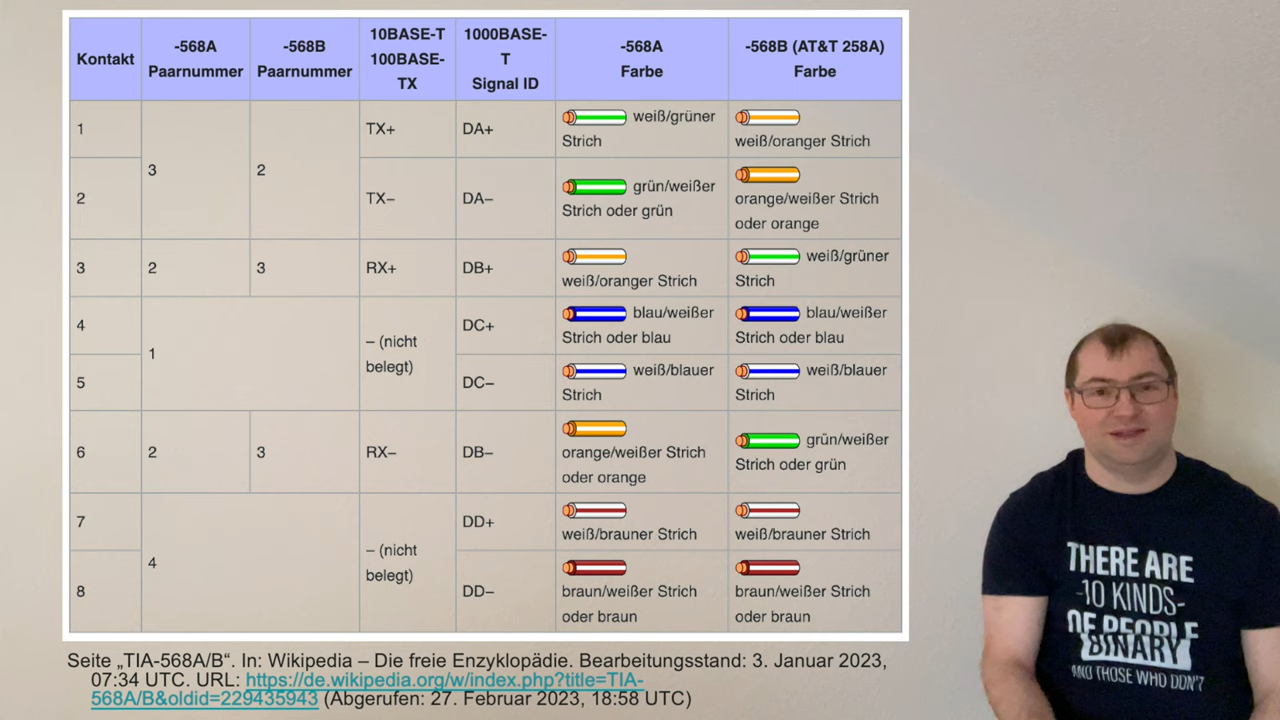 Kontakt
-568A
Paarnummer
-568B
Paarnummer
10BASE-T
100BASE-
TX
1000BASE-
T
Signal ID
-568A
Farbe
-568B (AT&T 258A)
Farbe
1
3
2
TX+
DA+
weiß/grüner
Strich
weiß/oranger Strich
2
TX−
DA−
grün/weißer
Strich oder grün
orange/weißer Strich
oder orange
3
2
3
RX+
DB+
weiß/oranger Strich
weiß/grüner
Strich
4
1
– (nicht
belegt)
DC+
blau/weißer
Strich oder blau
blau/weißer
Strich oder blau
5
DC−
weiß/blauer
Strich
weiß/blauer
Strich
6
2
3
RX−
DB−
orange/weißer Strich
oder orange
grün/weißer
Strich oder grün
7
4
– (nicht
belegt)
DD+
weiß/brauner Strich
weiß/brauner Strich
8
DD−
braun/weißer Strich
oder braun
braun/weißer Strich
oder braun
Seite „TIA-568A/B“. In: Wikipedia – Die freie Enzyklopädie. Bearbeitungsstand: 3. Januar 2023,
07:34 UTC. URL: https://de.wikipedia.org/w/index.php?title=TIA-
568A/B&oldid=229435943 (Abgerufen: 27. Februar 2023, 18:58 UTC)
THERE ARE
-10 KINDS-
OF PEOPLE
BINARY
AND THOSE WHO DON'T